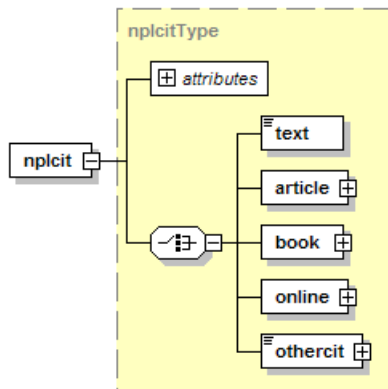 nplcitType
attributes
text
nplcit
article
book
online
othercit